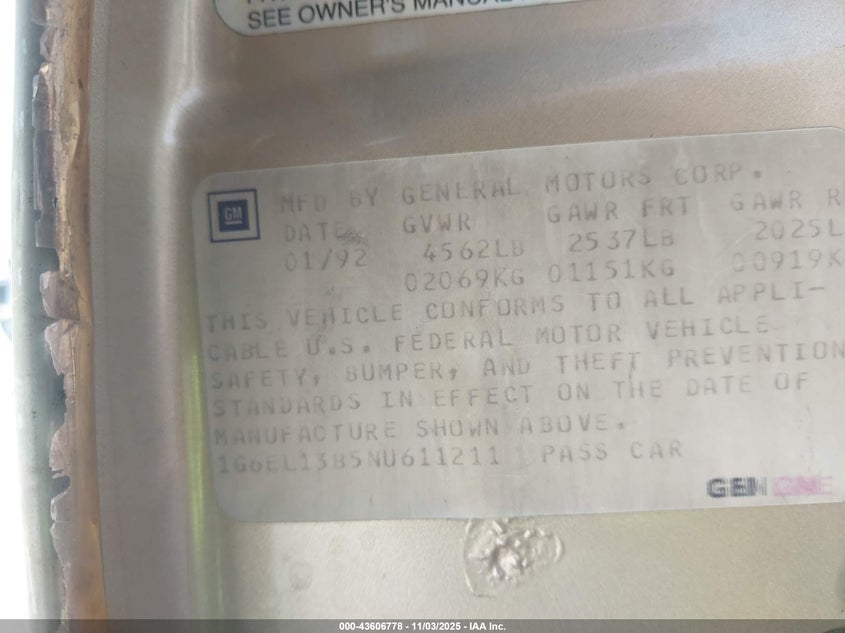 SEE OWNER'S MANUAL
GM
MFD BY GENERAL MOTORS CORP.
DATE GVWR GAWR FRT GAWR R
01/92 4562LB 2537LB 2025L
02069KG 01151KG 00919K
THIS VEHICLE CONFORMS TO ALL APPLI-
CABLE U.S. FEDERAL MOTOR VEHICLE
SAFETY, BUMPER, AND THEFT PREVENTION
STANDARDS IN EFFECT ON THE DATE OF
MANUFACTURE SHOWN ABOVE.
1G6EL13B5NU611211 PASS CAR
GEN
000-43606778 - 11/03/2025 - IAA Inc.